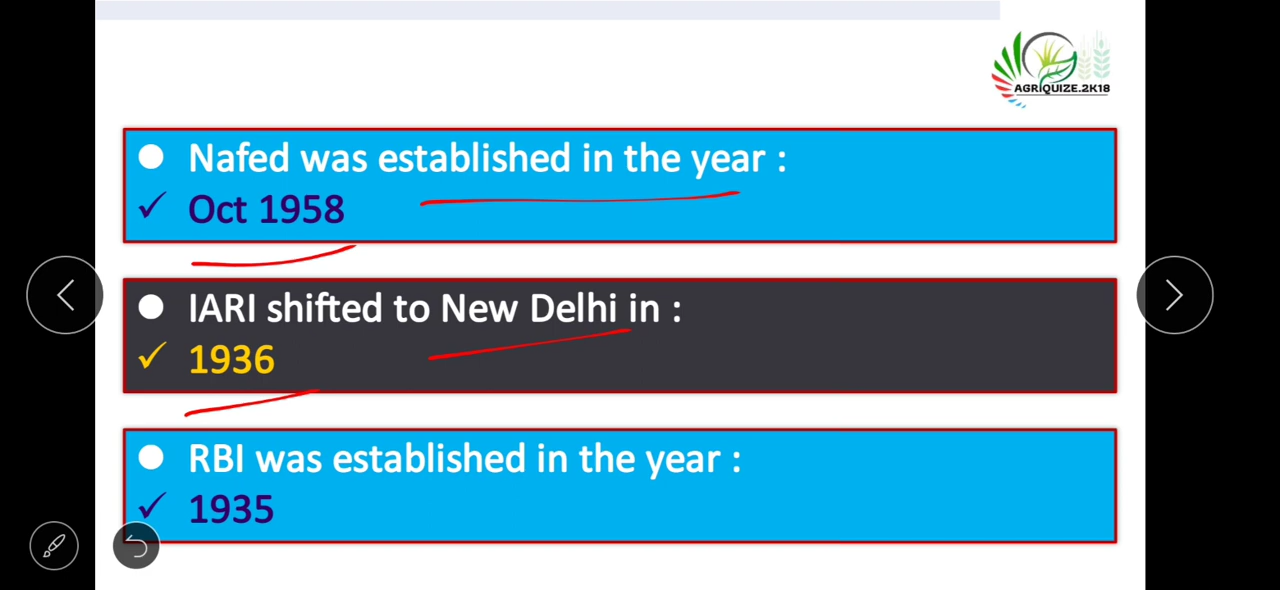 AGRIQUIZE.2K18
Nafed was established in the year :
Oct 1958
IARI shifted to New Delhi in :
1936
RBI was established in the year :
1935